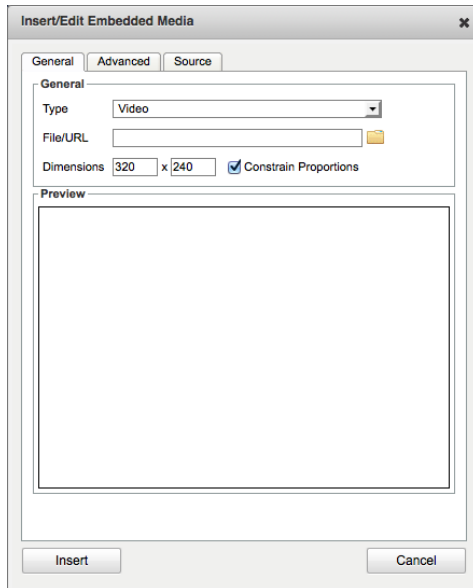 Insert/Edit Embedded Media
General Advanced Source
General
Type Video
File/URL
Dimensions 320 x 240 Constrain Proportions
Preview
Insert Cancel